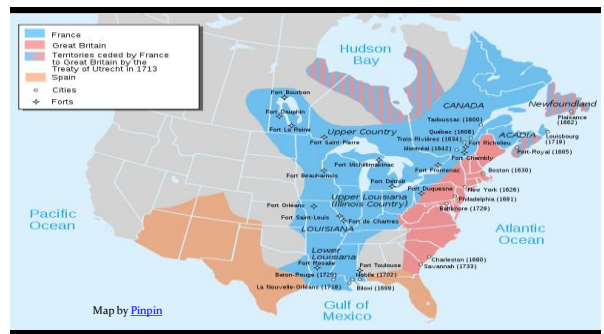 France
Great Britain
Territories ceded by France
to Great Britain by the
Treaty of Utrecht in 1713
Spain
Cities
Forts
Hudson
Bay
Fort Bourbon
Fort Dauphin
Fort La Reine
Fort Saint Pierre
Upper Country
CANADA
Newfoundland
Plaisance
(1662)
Tadoussac (1600)
Québec (1608)
ACADIA
Louisbourg
(1719)
Trois-Rivières (1634)
Fort Richelieu
Montréal (1642)
Port-Royal (1605)
Fort Chambly
Fort Michilimackinac
Fort Frontenac
Boston (1630)
Fort Beauharnois
Fort Detroit
Fort Duquesne
New York (1626)
Upper Louisiana
(Illinois Country)
Philadelphia (1681)
Fort Orléans
Baltimore (1729)
Fort Saint-Louis
Fort de Chartres
LOUISIANA
Pacific
Ocean
Atlantic
Ocean
Lower
Louisiana
Fort Rosalie
Fort Toulouse
Charleston (1680)
Savannah (1733)
Baton-Rouge (1720)
Mobile (1702)
La Nouvelle-Orléans (1718)
Biloxi (1699)
Map by Pinpin
Gulf of
Mexico